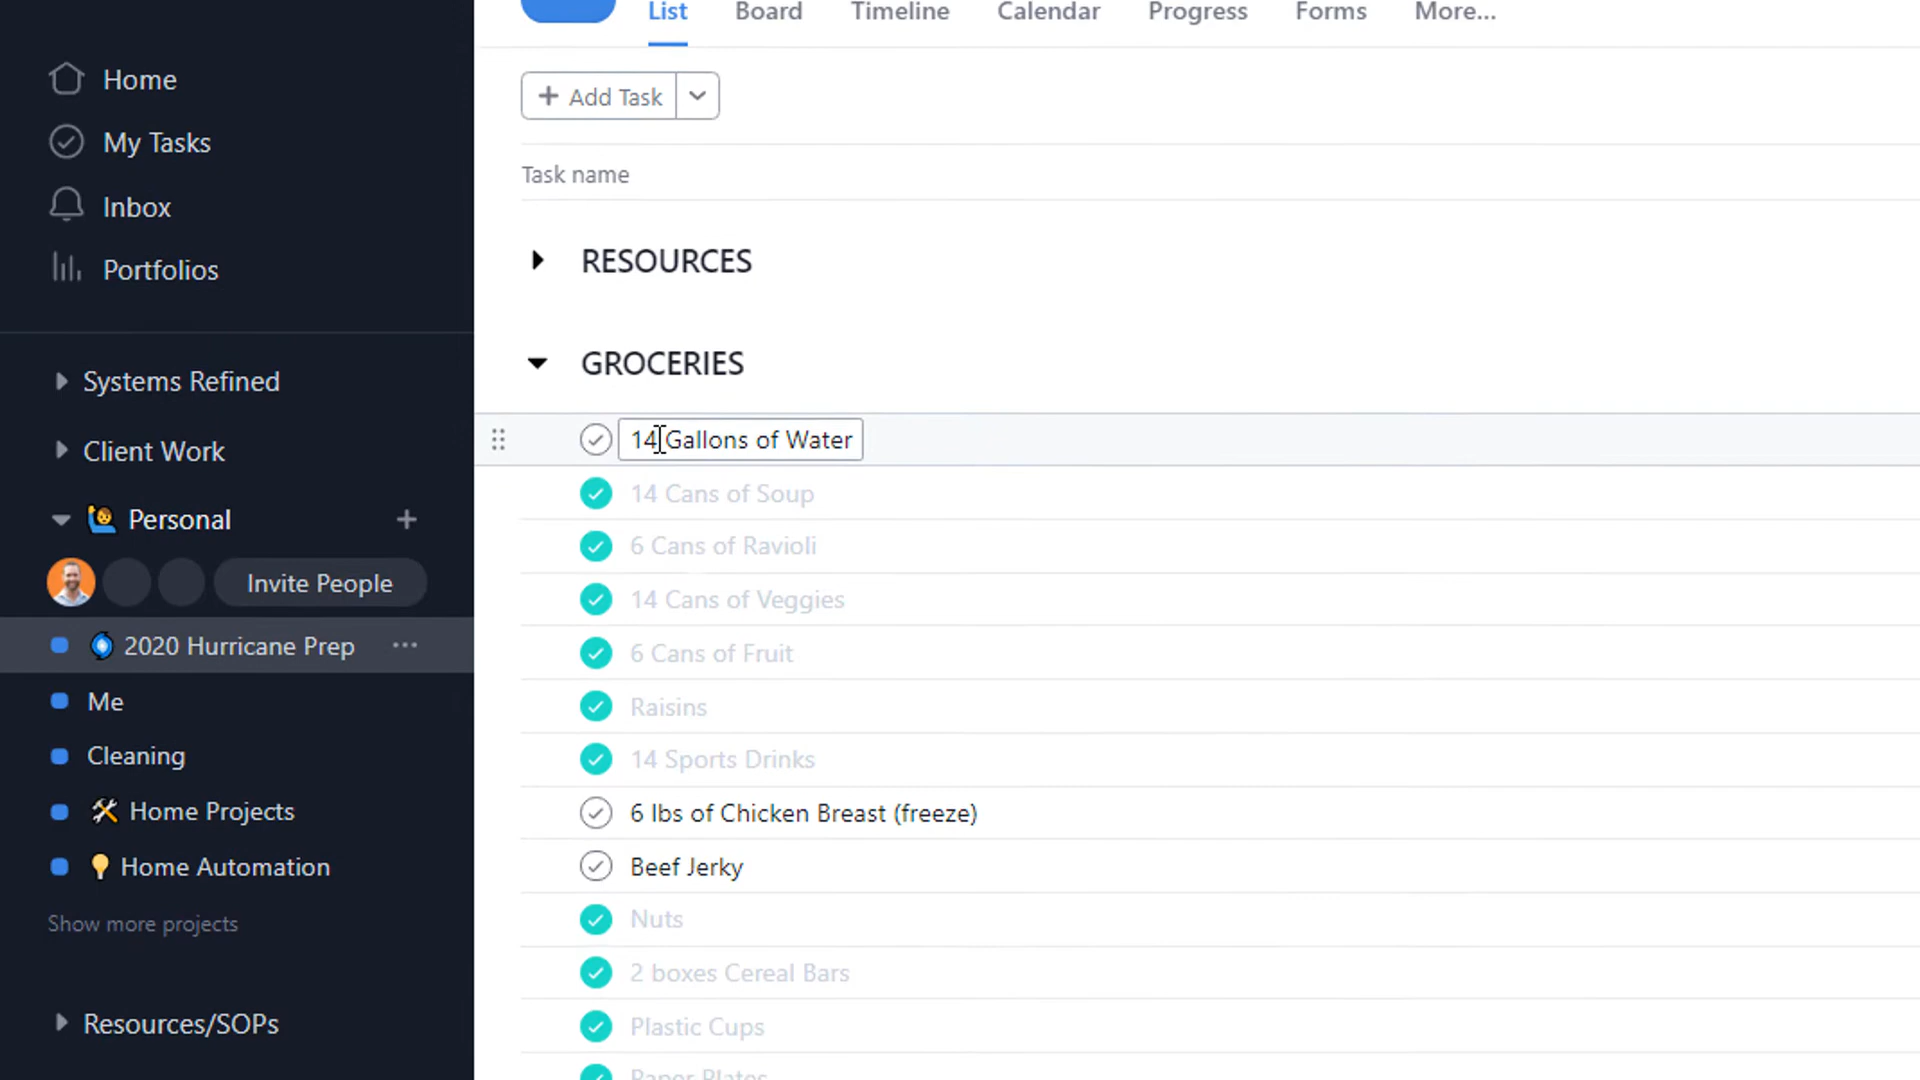 Home
My Tasks
Inbox
Portfolios
Systems Refined
Client Work
Personal
Invite People
2020 Hurricane Prep
Me
Cleaning
Home Projects
Home Automation
Show more projects
Resources/SOPs
List Board Timeline Calendar Progress Forms More...
Add Task
Task name
RESOURCES
GROCERIES
14 Gallons of Water
14 Cans of Soup
6 Cans of Ravioli
14 Cans of Veggies
6 Cans of Fruit
Raisins
14 Sports Drinks
6 lbs of Chicken Breast (freeze)
Beef Jerky
Nuts
2 boxes Cereal Bars
Plastic Cups
Paper Plates